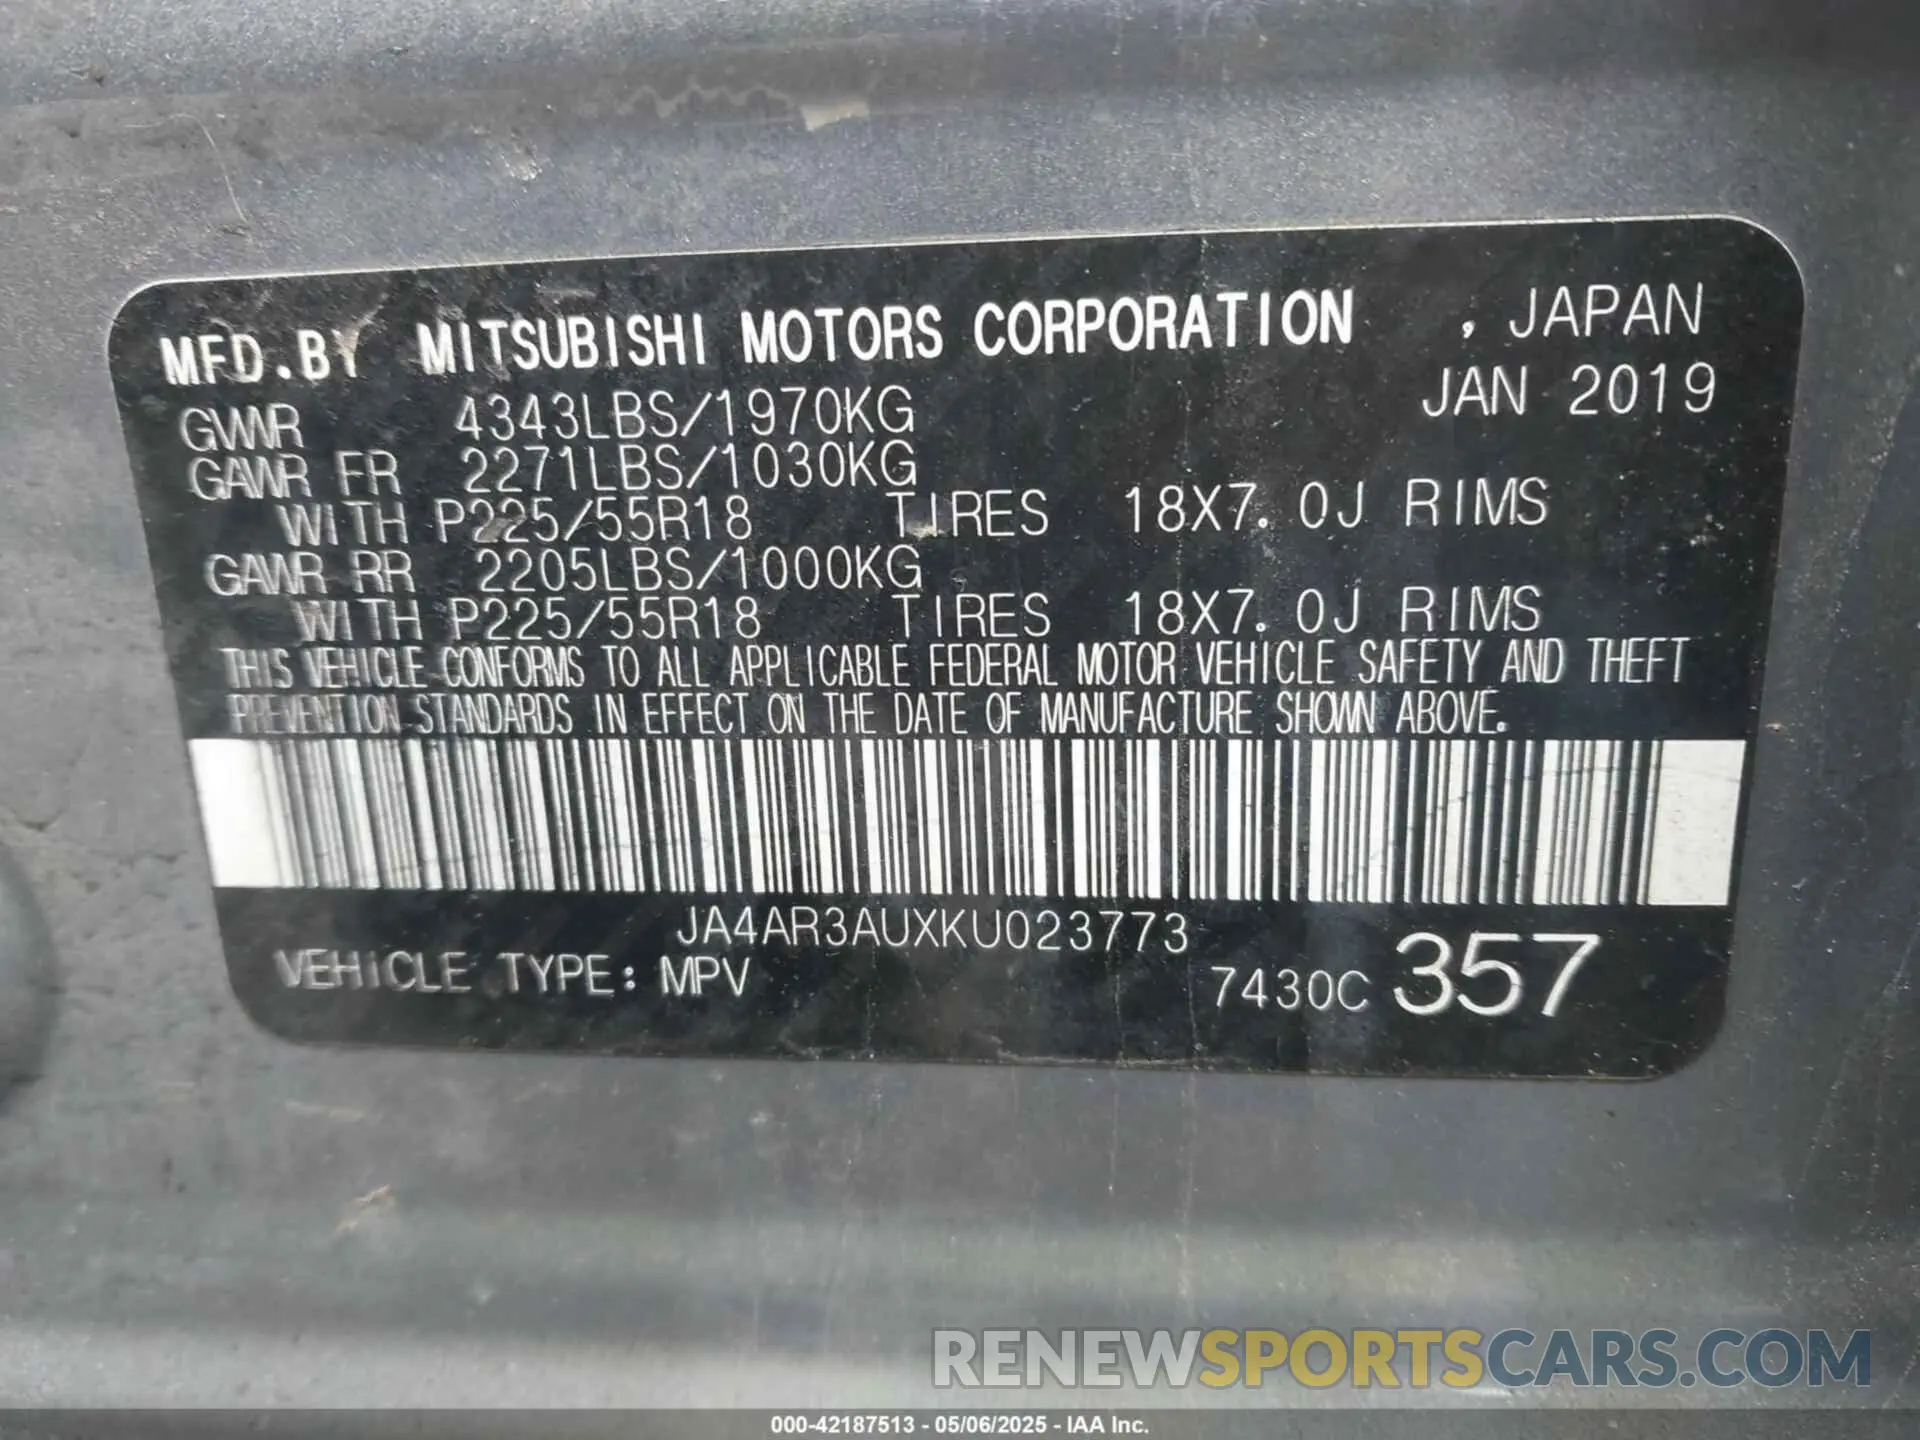 MFD.BY MITSUBISHI MOTORS CORPORATION , JAPAN
JAN 2019
GVWR 4343LBS/1970KG
GAWR FR 2271LBS/1030KG
WITH P225/55R18 TIRES 18X7.0J RIMS
GAWR RR 2205LBS/1000KG
WITH P225/55R18 TIRES 18X7.0J RIMS
THIS VEHICLE CONFORMS TO ALL APPLICABLE FEDERAL MOTOR VEHICLE SAFETY AND THEFT
PREVENTION STANDARDS IN EFFECT ON THE DATE OF MANUFACTURE SHOWN ABOVE.
JA4AR3AUXKU023773
VEHICLE TYPE: MPV 7430C 357
RENEWSPORTSCARS.COM
000-42187513 - 05/06/2025 - IAA Inc.